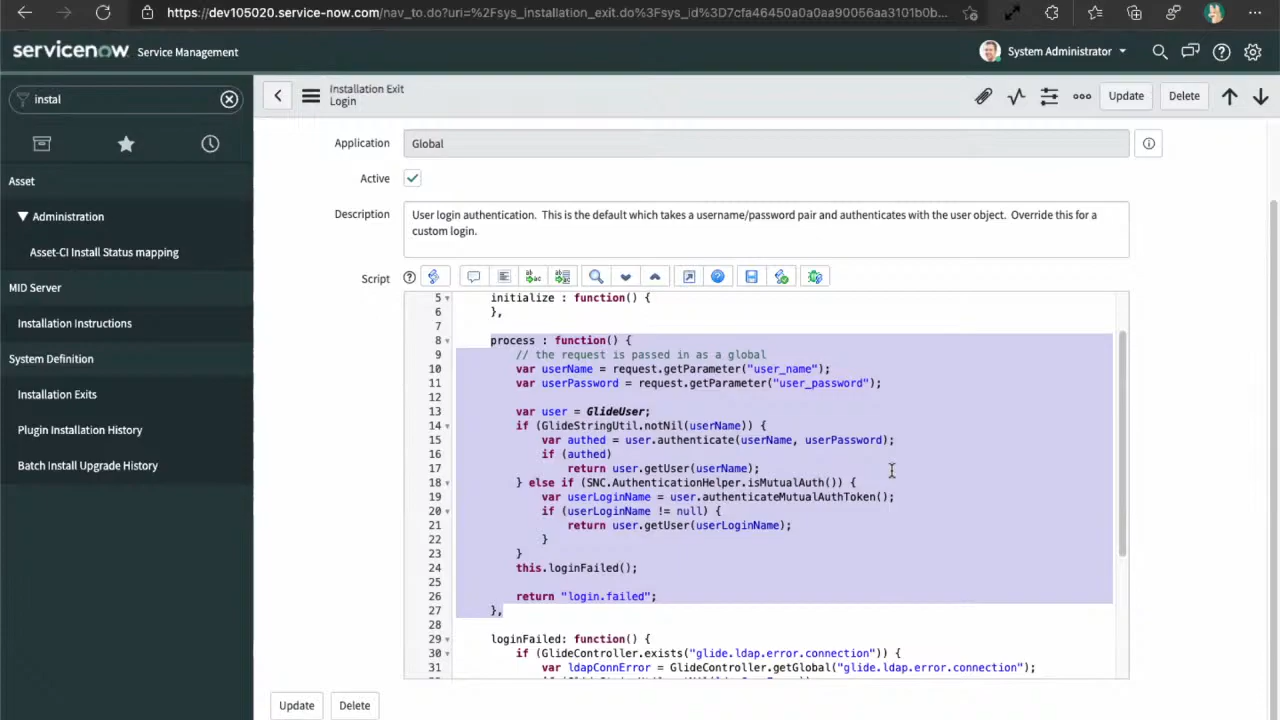 https://dev105020.service-now.com/nav_to.do?uri=%2Fsys_installation_exit.do%3Fsys_id%3D7cfa46450a0a0aa90056aa3101b0b...
servicenow Service Management
System Administrator
instal
Installation Exit
Login
Update
Delete
Asset
Administration
Asset-CI Install Status mapping
MID Server
Installation Instructions
System Definition
Installation Exits
Plugin Installation History
Batch Install Upgrade History
Application
Global
Active
Description
User login authentication. This is the default which takes a username/password pair and authenticates with the user object. Override this for a
custom login.
Script
5 initialize : function() {
6 },
7
8 process : function() {
9 // the request is passed in as a global
10 var userName = request.getParameter("user_name");
11 var userPassword = request.getParameter("user_password");
12
13 var user = GlideUser;
14 if (GlideStringUtil.notNil(userName)) {
15 var authed = user.authenticate(userName, userPassword);
16 if (authed)
17 return user.getUser(userName);
18 } else if (SNC.AuthenticationHelper.isMutualAuth()) {
19 var userLoginName = user.authenticateMutualAuthToken();
20 if (userLoginName != null) {
21 return user.getUser(userLoginName);
22 }
23 }
24 this.loginFailed();
25
26 return "login.failed";
27 },
28
29 loginFailed: function() {
30 if (GlideController.exists("glide.ldap.error.connection")) {
31 var ldapConnError = GlideController.getGlobal("glide.ldap.error.connection");
Update
Delete